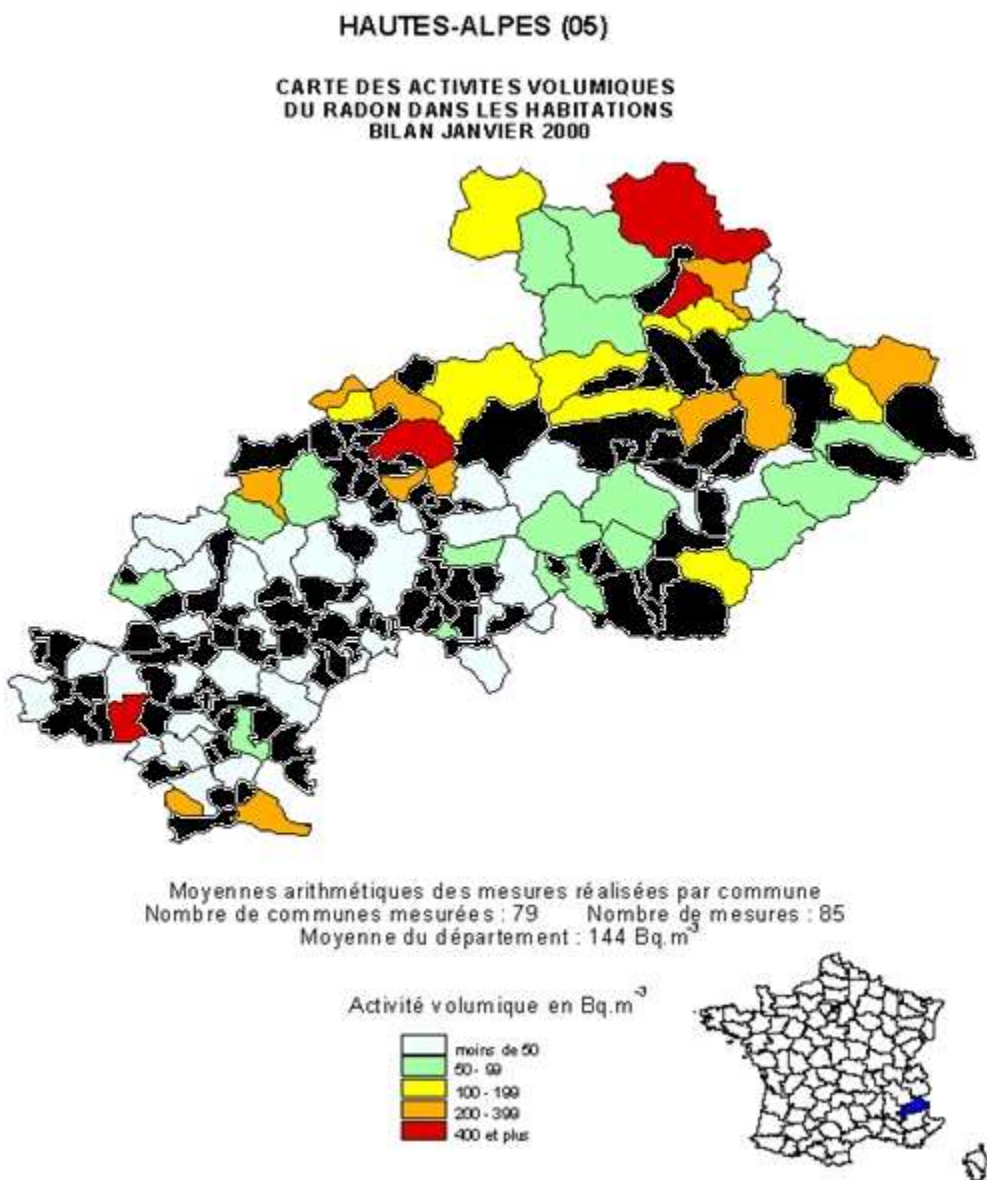 HAUTES-ALPES (05)
CARTE DES ACTIVITES VOLUMIQUES
DU RADON DANS LES HABITATIONS
BILAN JANVIER 2000
Moyennes arithmétiques des mesures réalisées par commune
Nombre de communes mesurées : 79 Nombre de mesures : 85
Moyenne du département : 144 Bq.m-3
Activité volumique en Bq.m-3
moins de 50
50 - 99
100 - 199
200 - 399
400 et plus